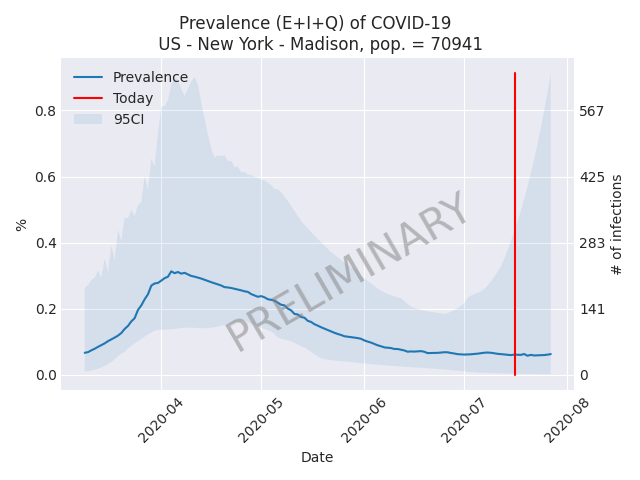 Prevalence (E+I+Q) of COVID-19
US - New York - Madison, pop. = 70941
Prevalence
Today
95CI
PRELIMINARY
%
0.8
0.6
0.4
0.2
0.0
567
425
283
141
0
# of infections
2020-04
2020-05
2020-06
2020-07
2020-08
Date